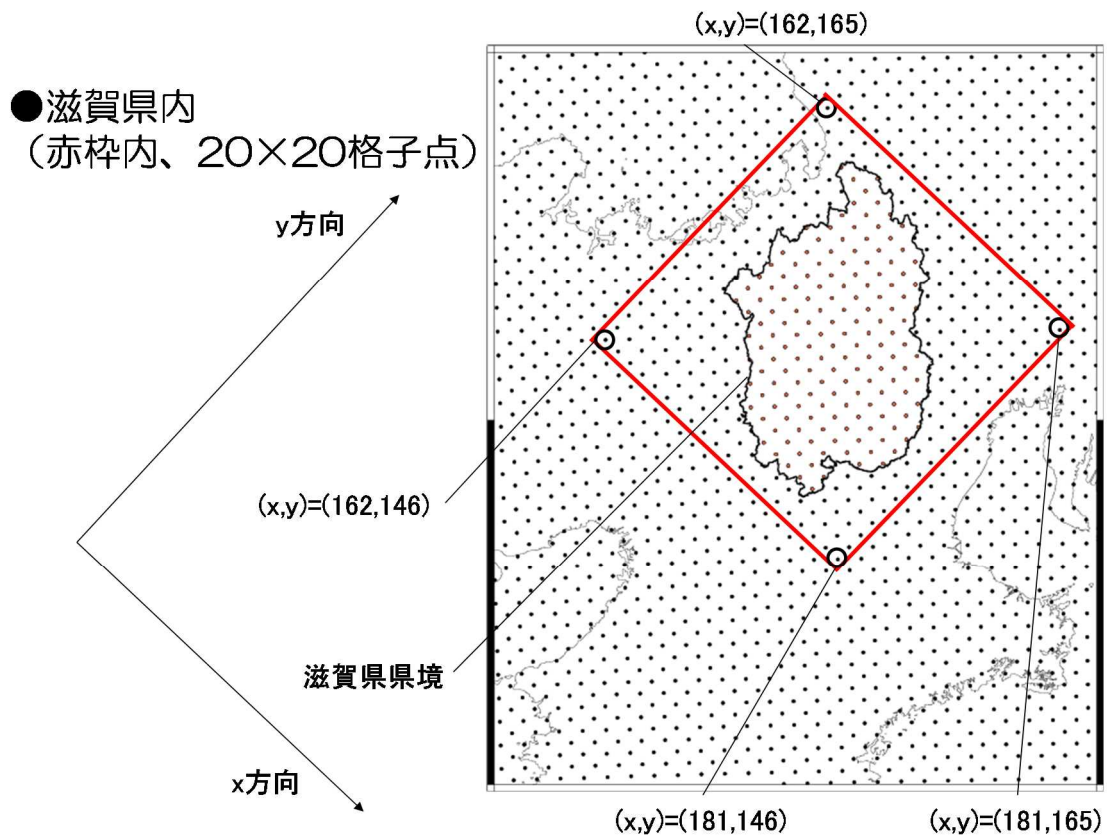 (x,y)=(162,165)
●滋賀県内
（赤枠内、20×20格子点）
y方向
(x,y)=(162,146)
滋賀県県境
x方向
(x,y)=(181,146)
(x,y)=(181,165)